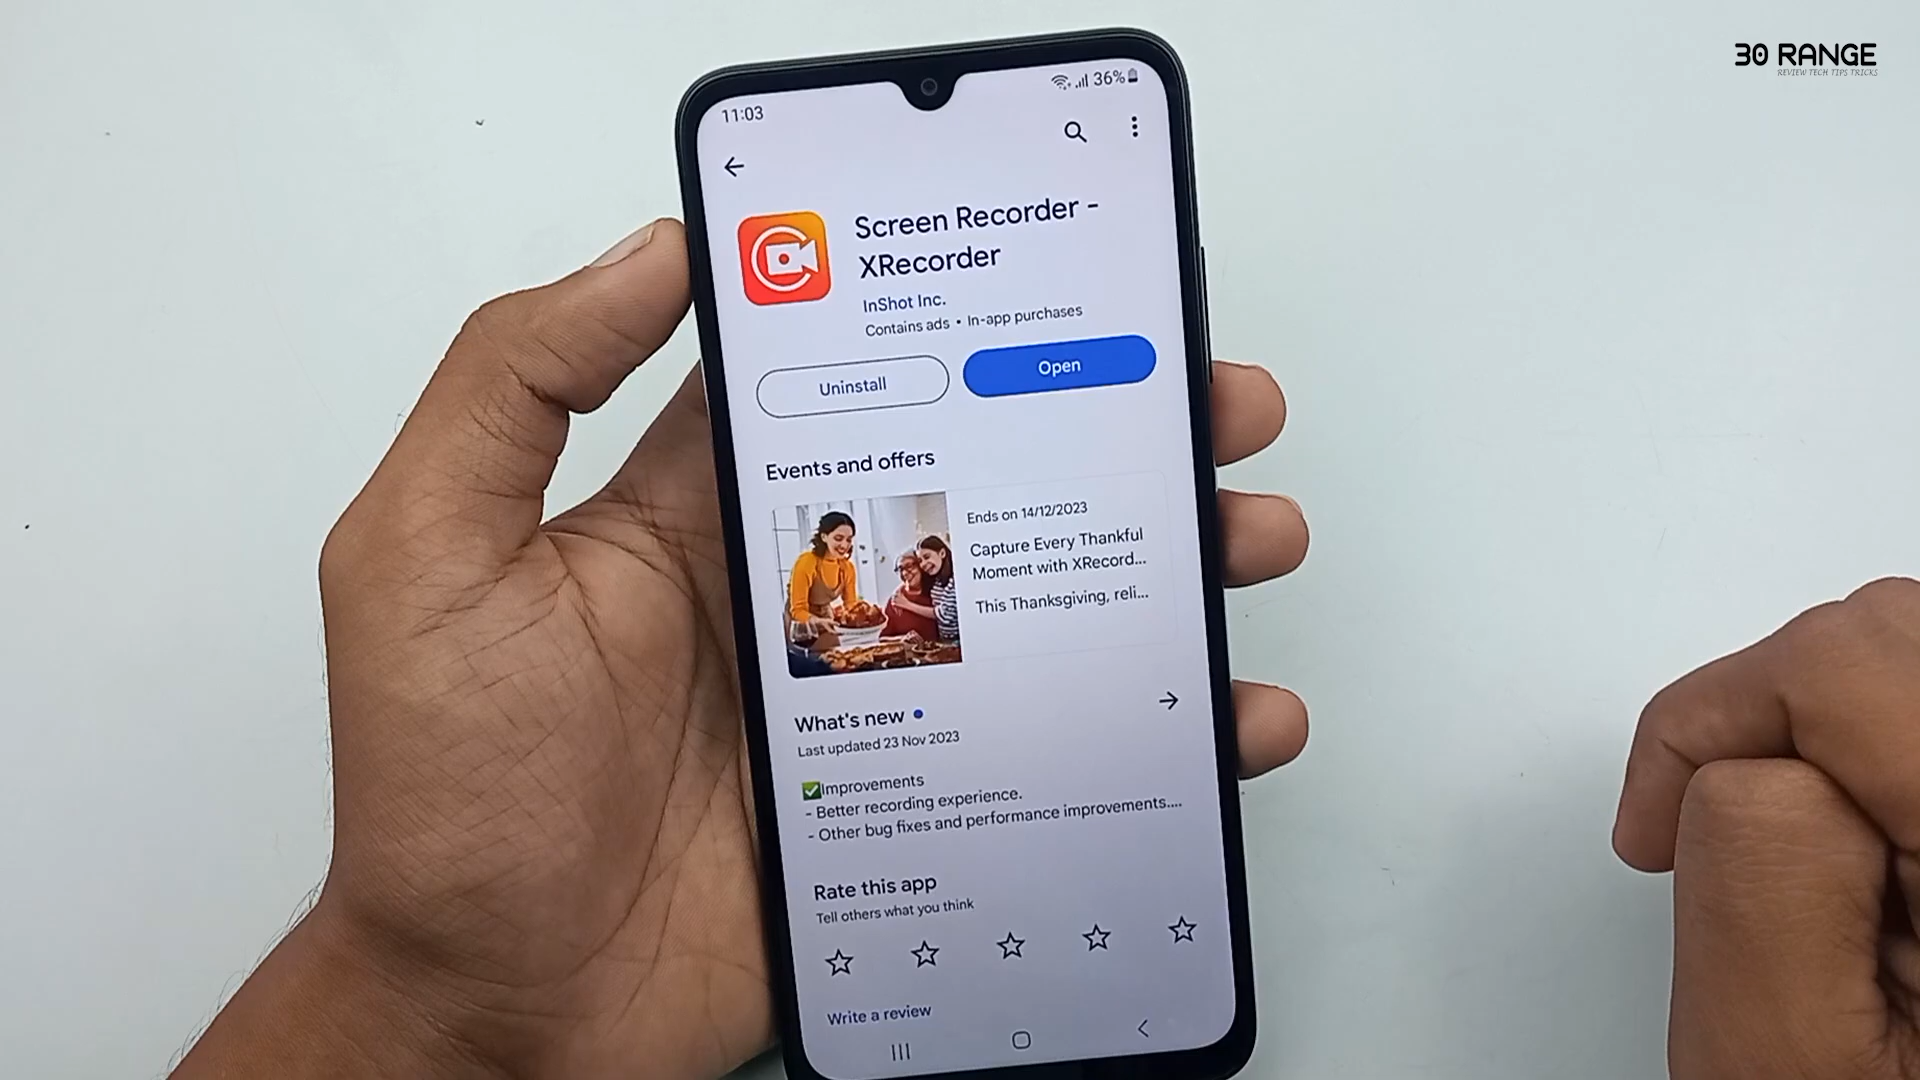 30 RANGE
REVIEW TECH TIPS TRICKS
11:03
36%
Screen Recorder -
XRecorder
InShot Inc.
Contains ads • In-app purchases
Uninstall
Open
Events and offers
Ends on 14/12/2023
Capture Every Thankful
Moment with XRecord...
This Thanksgiving, reli...
What's new
Last updated 23 Nov 2023
✅Improvements
- Better recording experience.
- Other bug fixes and performance improvements....
Rate this app
Tell others what you think
Write a review